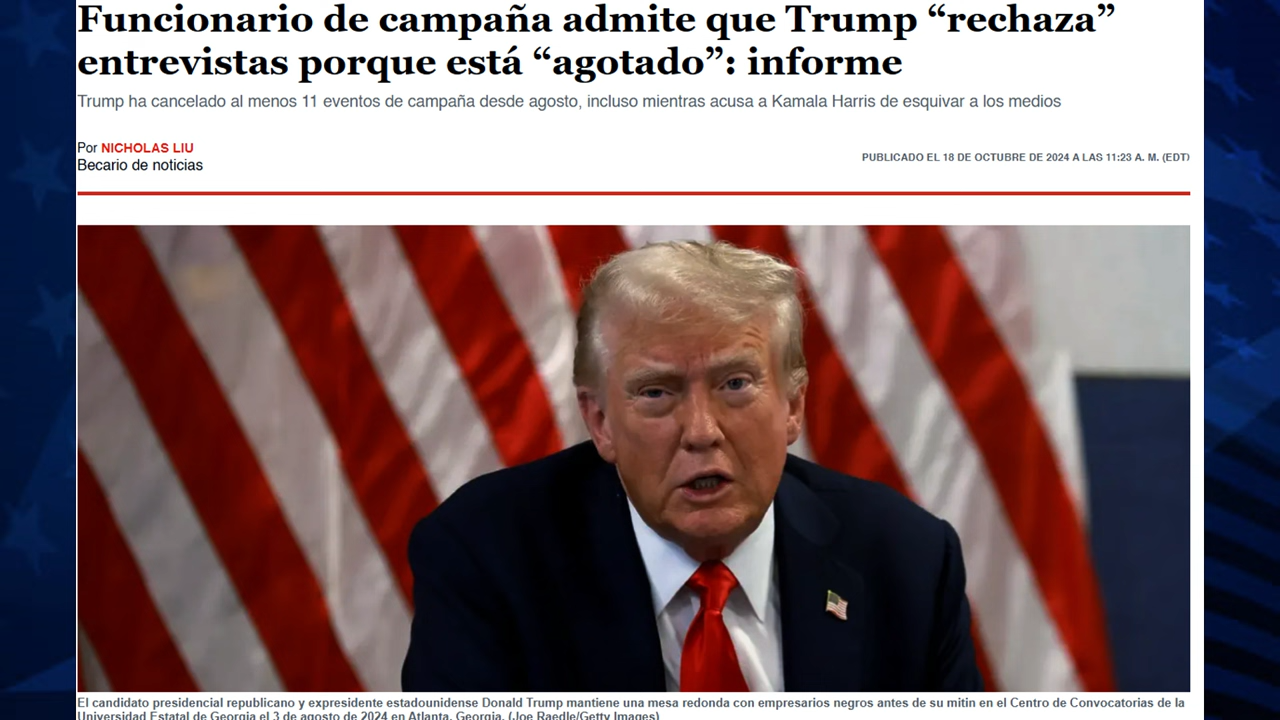 Funcionario de campaña admite que Trump “rechaza”
entrevistas porque está “agotado”: informe
Trump ha cancelado al menos 11 eventos de campaña desde agosto, incluso mientras acusa a Kamala Harris de esquivar a los medios
Por NICHOLAS LIU
Becario de noticias
PUBLICADO EL 18 DE OCTUBRE DE 2024 A LAS 11:23 A. M. (EDT)
El candidato presidencial republicano y expresidente estadounidense Donald Trump mantiene una mesa redonda con empresarios negros antes de su mitin en el Centro de Convocatorias de la
Universidad Estatal de Georgia el 3 de agosto de 2024 en Atlanta, Georgia. (Joe Raedle/Getty Images)